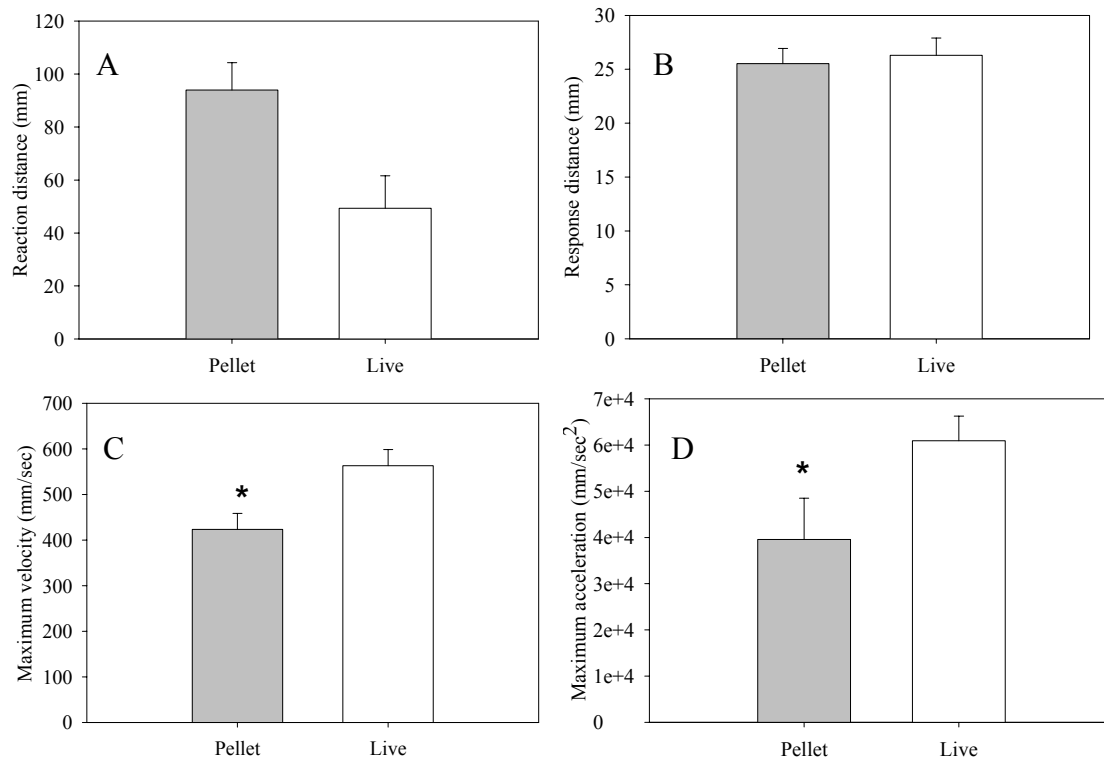 A
Reaction distance (mm)
120
100
80
60
40
20
0
Pellet Live
B
Response distance (mm)
30
25
20
15
10
5
0
Pellet Live
C
Maximum velocity (mm/sec)
700
600
500
400
300
200
100
0
*
Pellet Live
D
Maximum acceleration (mm/sec²)
7e+4
6e+4
5e+4
4e+4
3e+4
2e+4
1e+4
0
*
Pellet Live